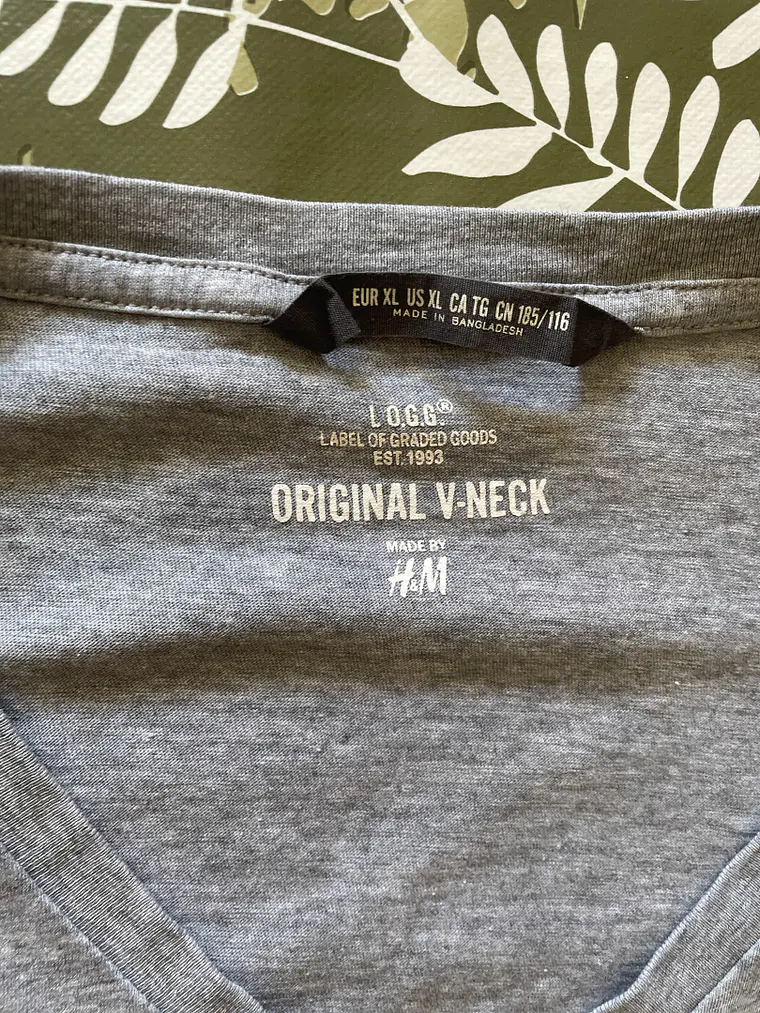 EUR XL US XL CA TG CN 185/116
MADE IN BANGLADESH
L.O.G.G.®
LABEL OF GRADED GOODS
EST.1993
ORIGINAL V-NECK
MADE BY
H&M